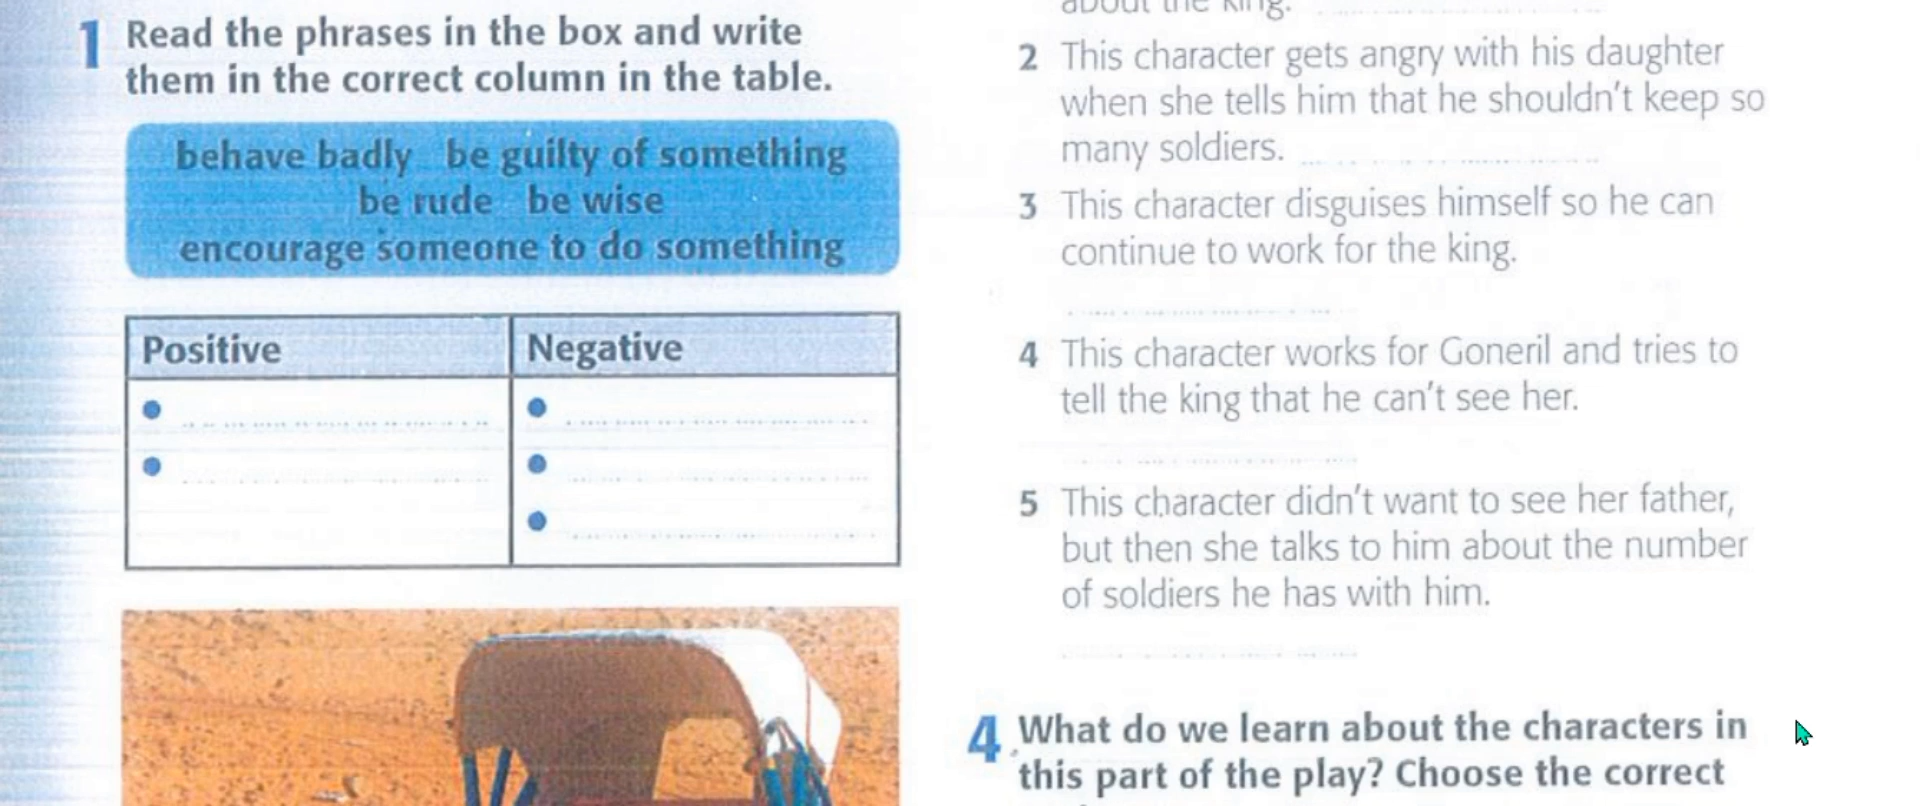 1 Read the phrases in the box and write
them in the correct column in the table.
behave badly be guilty of something
be rude be wise
encourage someone to do something
Positive Negative
about the king.
2 This character gets angry with his daughter
when she tells him that he shouldn't keep so
many soldiers.
3 This character disguises himself so he can
continue to work for the king.
4 This character works for Goneril and tries to
tell the king that he can't see her.
5 This character didn't want to see her father,
but then she talks to him about the number
of soldiers he has with him.
4 What do we learn about the characters in
this part of the play? Choose the correct